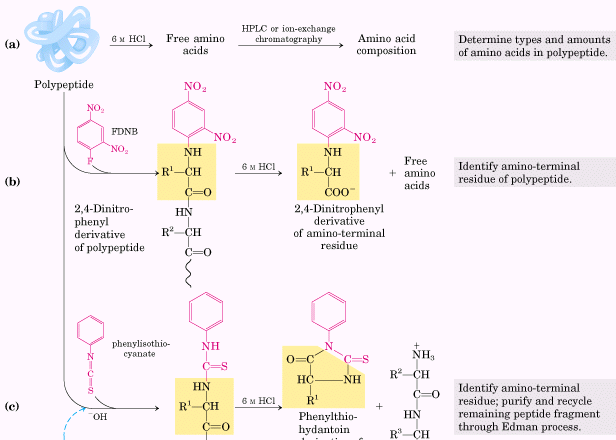 (a)
6 M HCl
Free amino
acids
HPLC or ion-exchange
chromatography
Amino acid
composition
Determine types and amounts
of amino acids in polypeptide.
Polypeptide
(b)
NO₂
FDNB
NO₂
F
2,4-Dinitro-
phenyl
derivative
of polypeptide
NO₂
NO₂
NH
R¹—CH
C=O
HN
R²—CH
C=O
6 M HCl
NO₂
NO₂
NH
R¹—CH
COO⁻
2,4-Dinitrophenyl
derivative
of amino-terminal
residue
+ Free
amino
acids
Identify amino-terminal
residue of polypeptide.
(c)
phenylisothio-
cyanate
N
C
S
⁻OH
NH
C=S
HN
R¹—CH
C=O
6 M HCl
N
O=C
C=S
HC
NH
R¹
Phenylthio-
hydantoin
+
+
NH₃
R²—CH
C=O
HN
R³—CH
Identify amino-terminal
residue; purify and recycle
remaining peptide fragment
through Edman process.